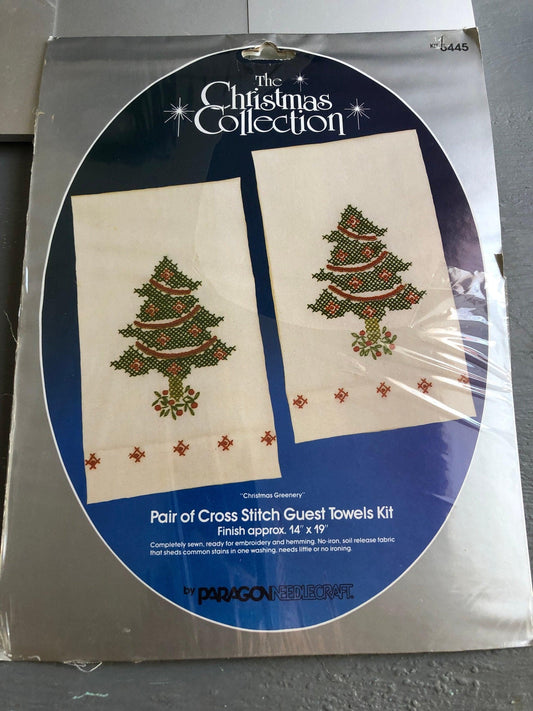 Kit 6445
The
Christmas
Collection
"Christmas Greenery"
Pair of Cross Stitch Guest Towels Kit
Finish approx. 14" x 19"
Completely sewn, ready for embroidery and hemming. No-iron, soil release fabric
that sheds common stains in one washing, needs little or no ironing.
by PARAGON NEEDLECRAFT